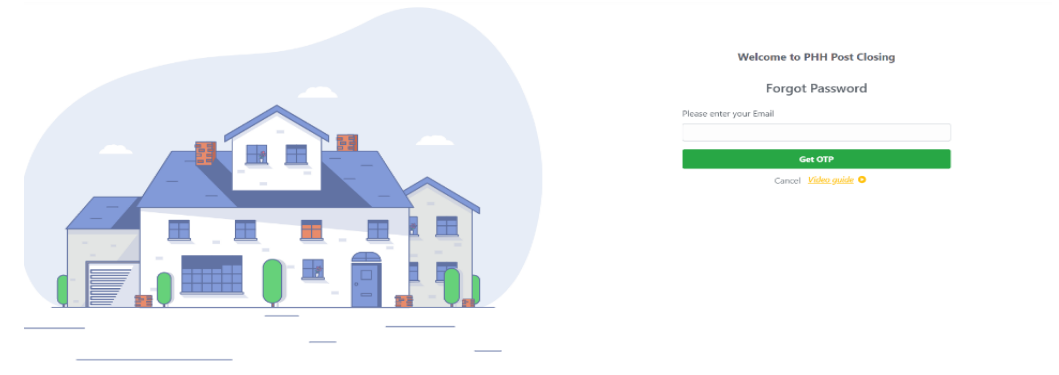 Welcome to PHH Post Closing
Forgot Password
Please enter your Email
Get OTP
Cancel Video guide